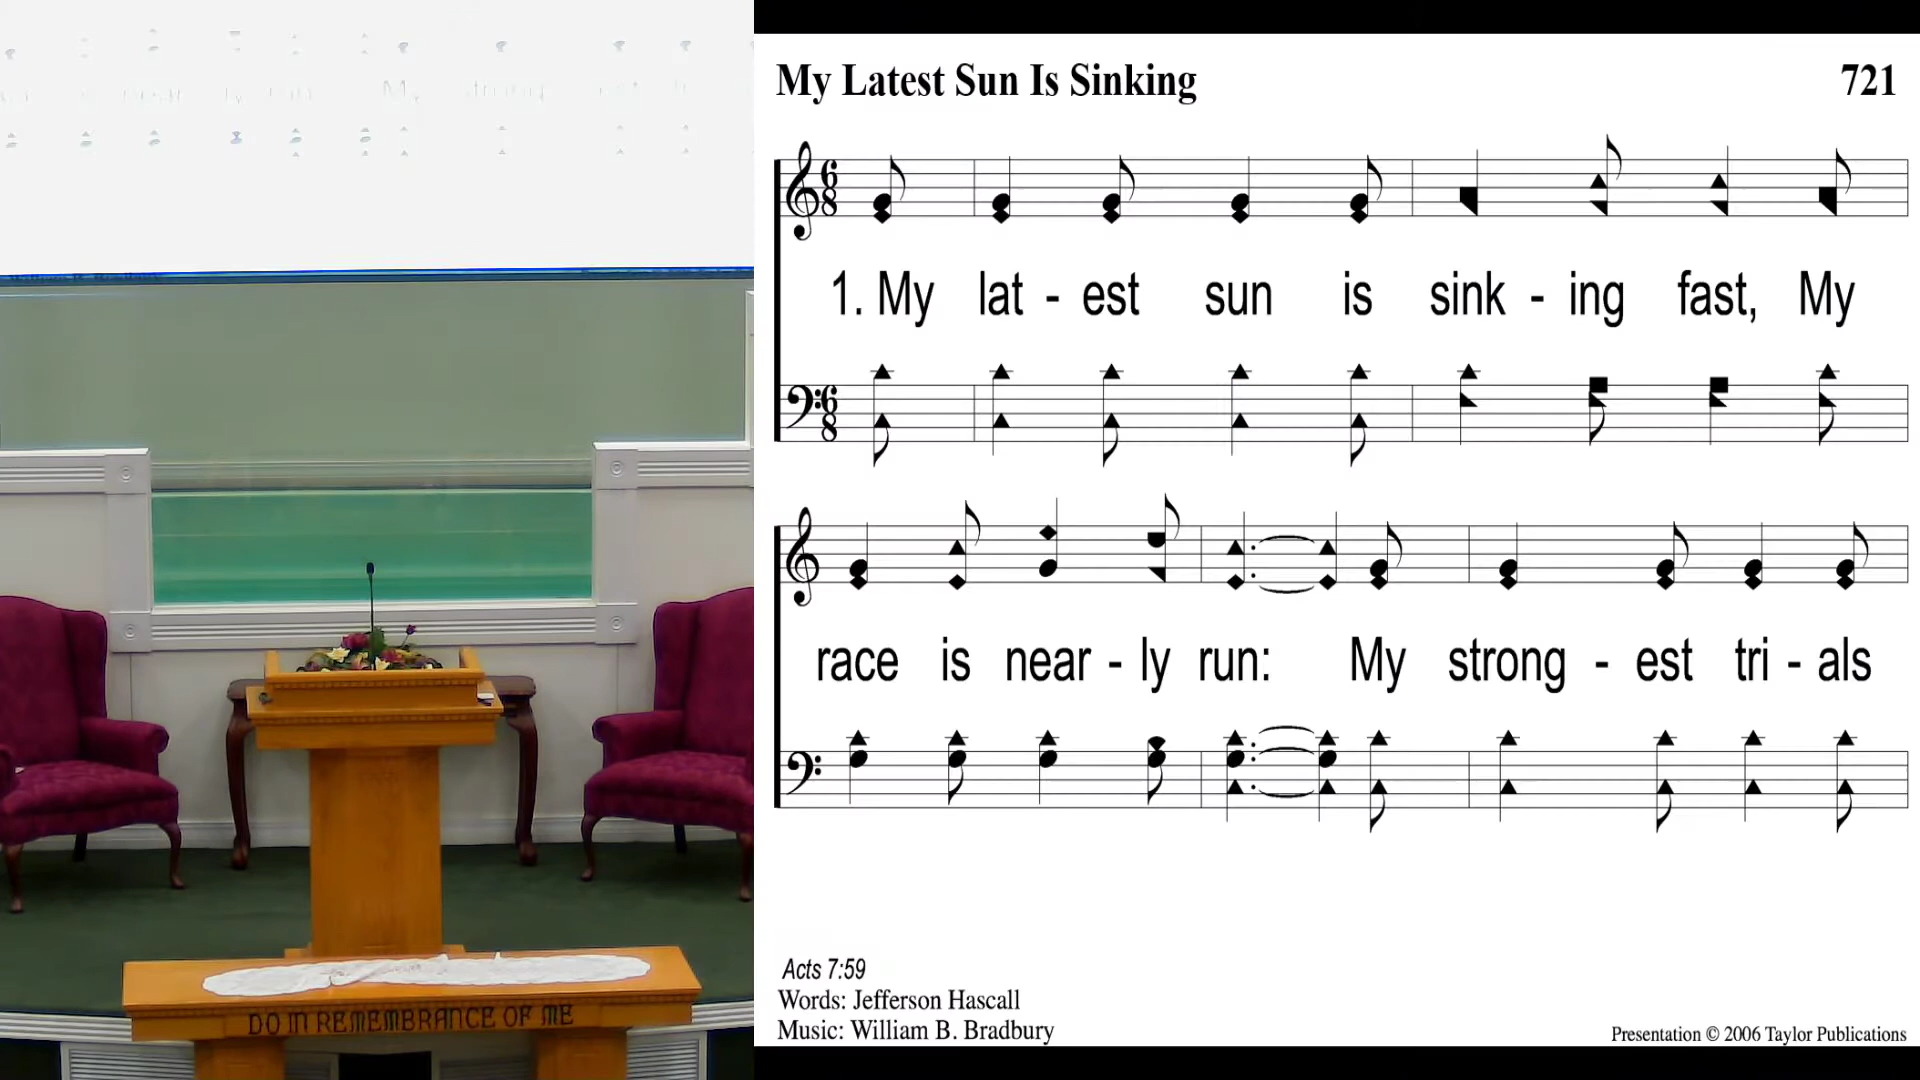 My Latest Sun Is Sinking 721
1. My lat - est sun is sink - ing fast, My
race is near - ly run: My strong - est tri - als
Acts 7:59
Words: Jefferson Hascall
Music: William B. Bradbury
Presentation © 2006 Taylor Publications
DO IN REMEMBRANCE OF ME